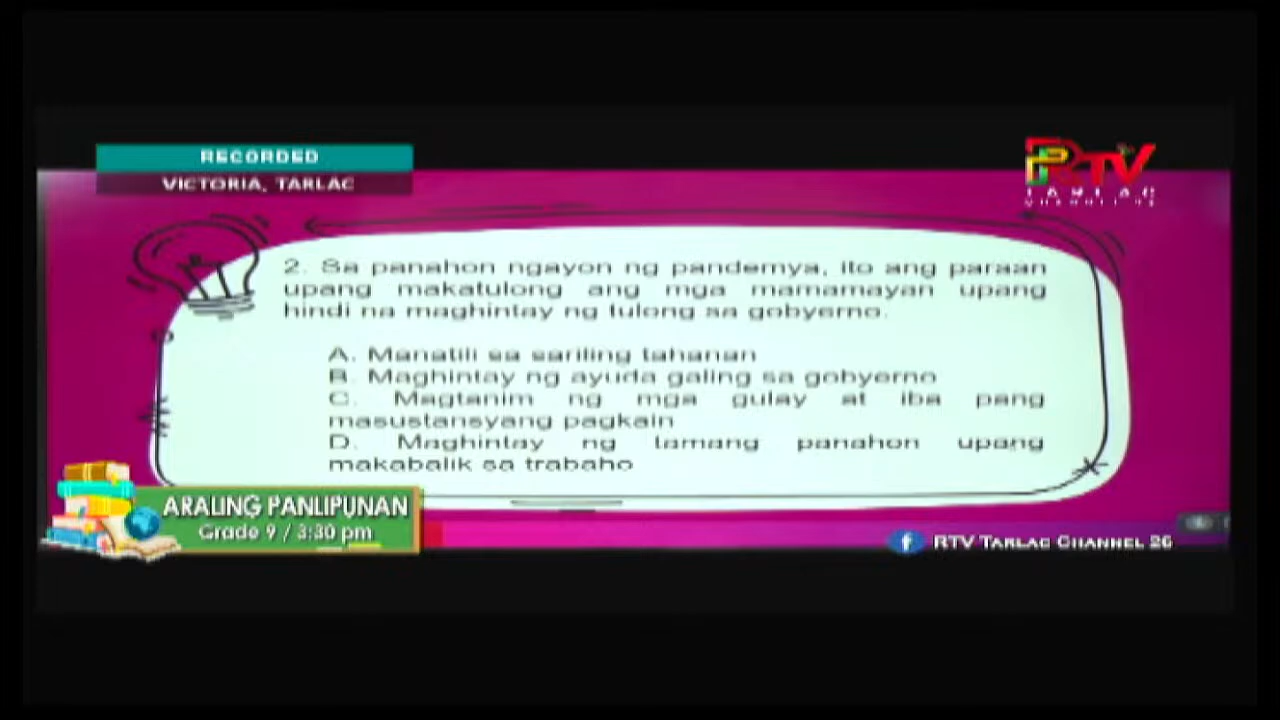 RECORDED
VICTORIA, TARLAC
RTV
TARLAC
2. Sa panahon ngayon ng pandemya, ito ang paraan
upang makatulong ang mga mamamayan upang
hindi na maghintay ng tulong sa gobyerno.
A. Manatili sa sariling tahanan
B. Maghintay ng ayuda galing sa gobyerno
C. Magtanim ng mga gulay at iba pang
masustansyang pagkain
D. Maghintay ng tamang panahon upang
makabalik sa trabaho
ARALING PANLIPUNAN
Grade 9 / 3:30 pm
RTV TARLAC CHANNEL 26